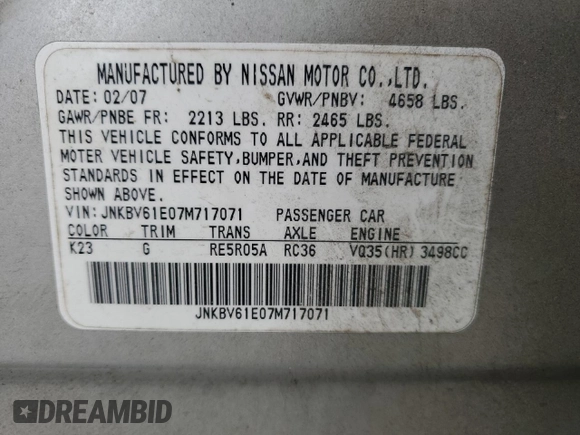 MANUFACTURED BY NISSAN MOTOR CO.,LTD.
DATE: 02/07 GVWR/PNBV: 4658 LBS.
GAWR/PNBE FR: 2213 LBS. RR: 2465 LBS.
THIS VEHICLE CONFORMS TO ALL APPLICABLE FEDERAL
MOTER VEHICLE SAFETY,BUMPER,AND THEFT PREVENTION
STANDARDS IN EFFECT ON THE DATE OF MANUFACTURE
SHOWN ABOVE.
VIN: JNKBV61E07M717071 PASSENGER CAR
COLOR TRIM TRANS AXLE ENGINE
K23 G RE5R05A RC36 VQ35(HR) 3498CC
JNKBV61E07M717071
DREAMBID